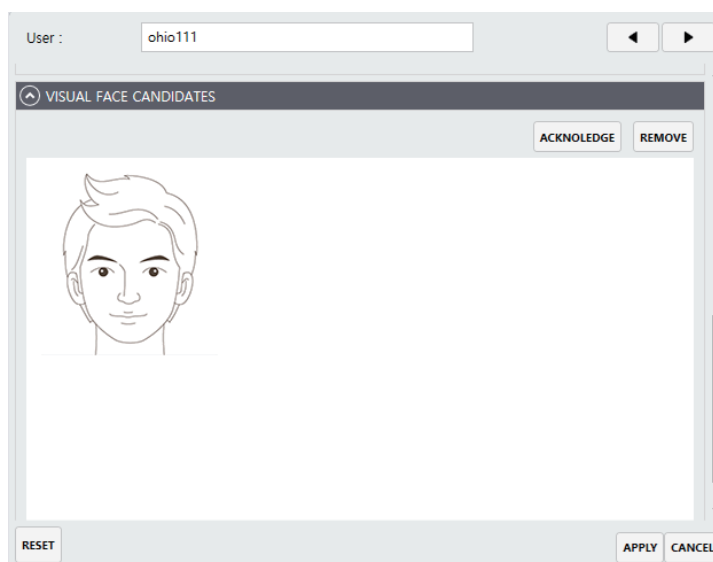 User :
ohio111
VISUAL FACE CANDIDATES
ACKNOLEDGE
REMOVE
RESET
APPLY
CANCEL